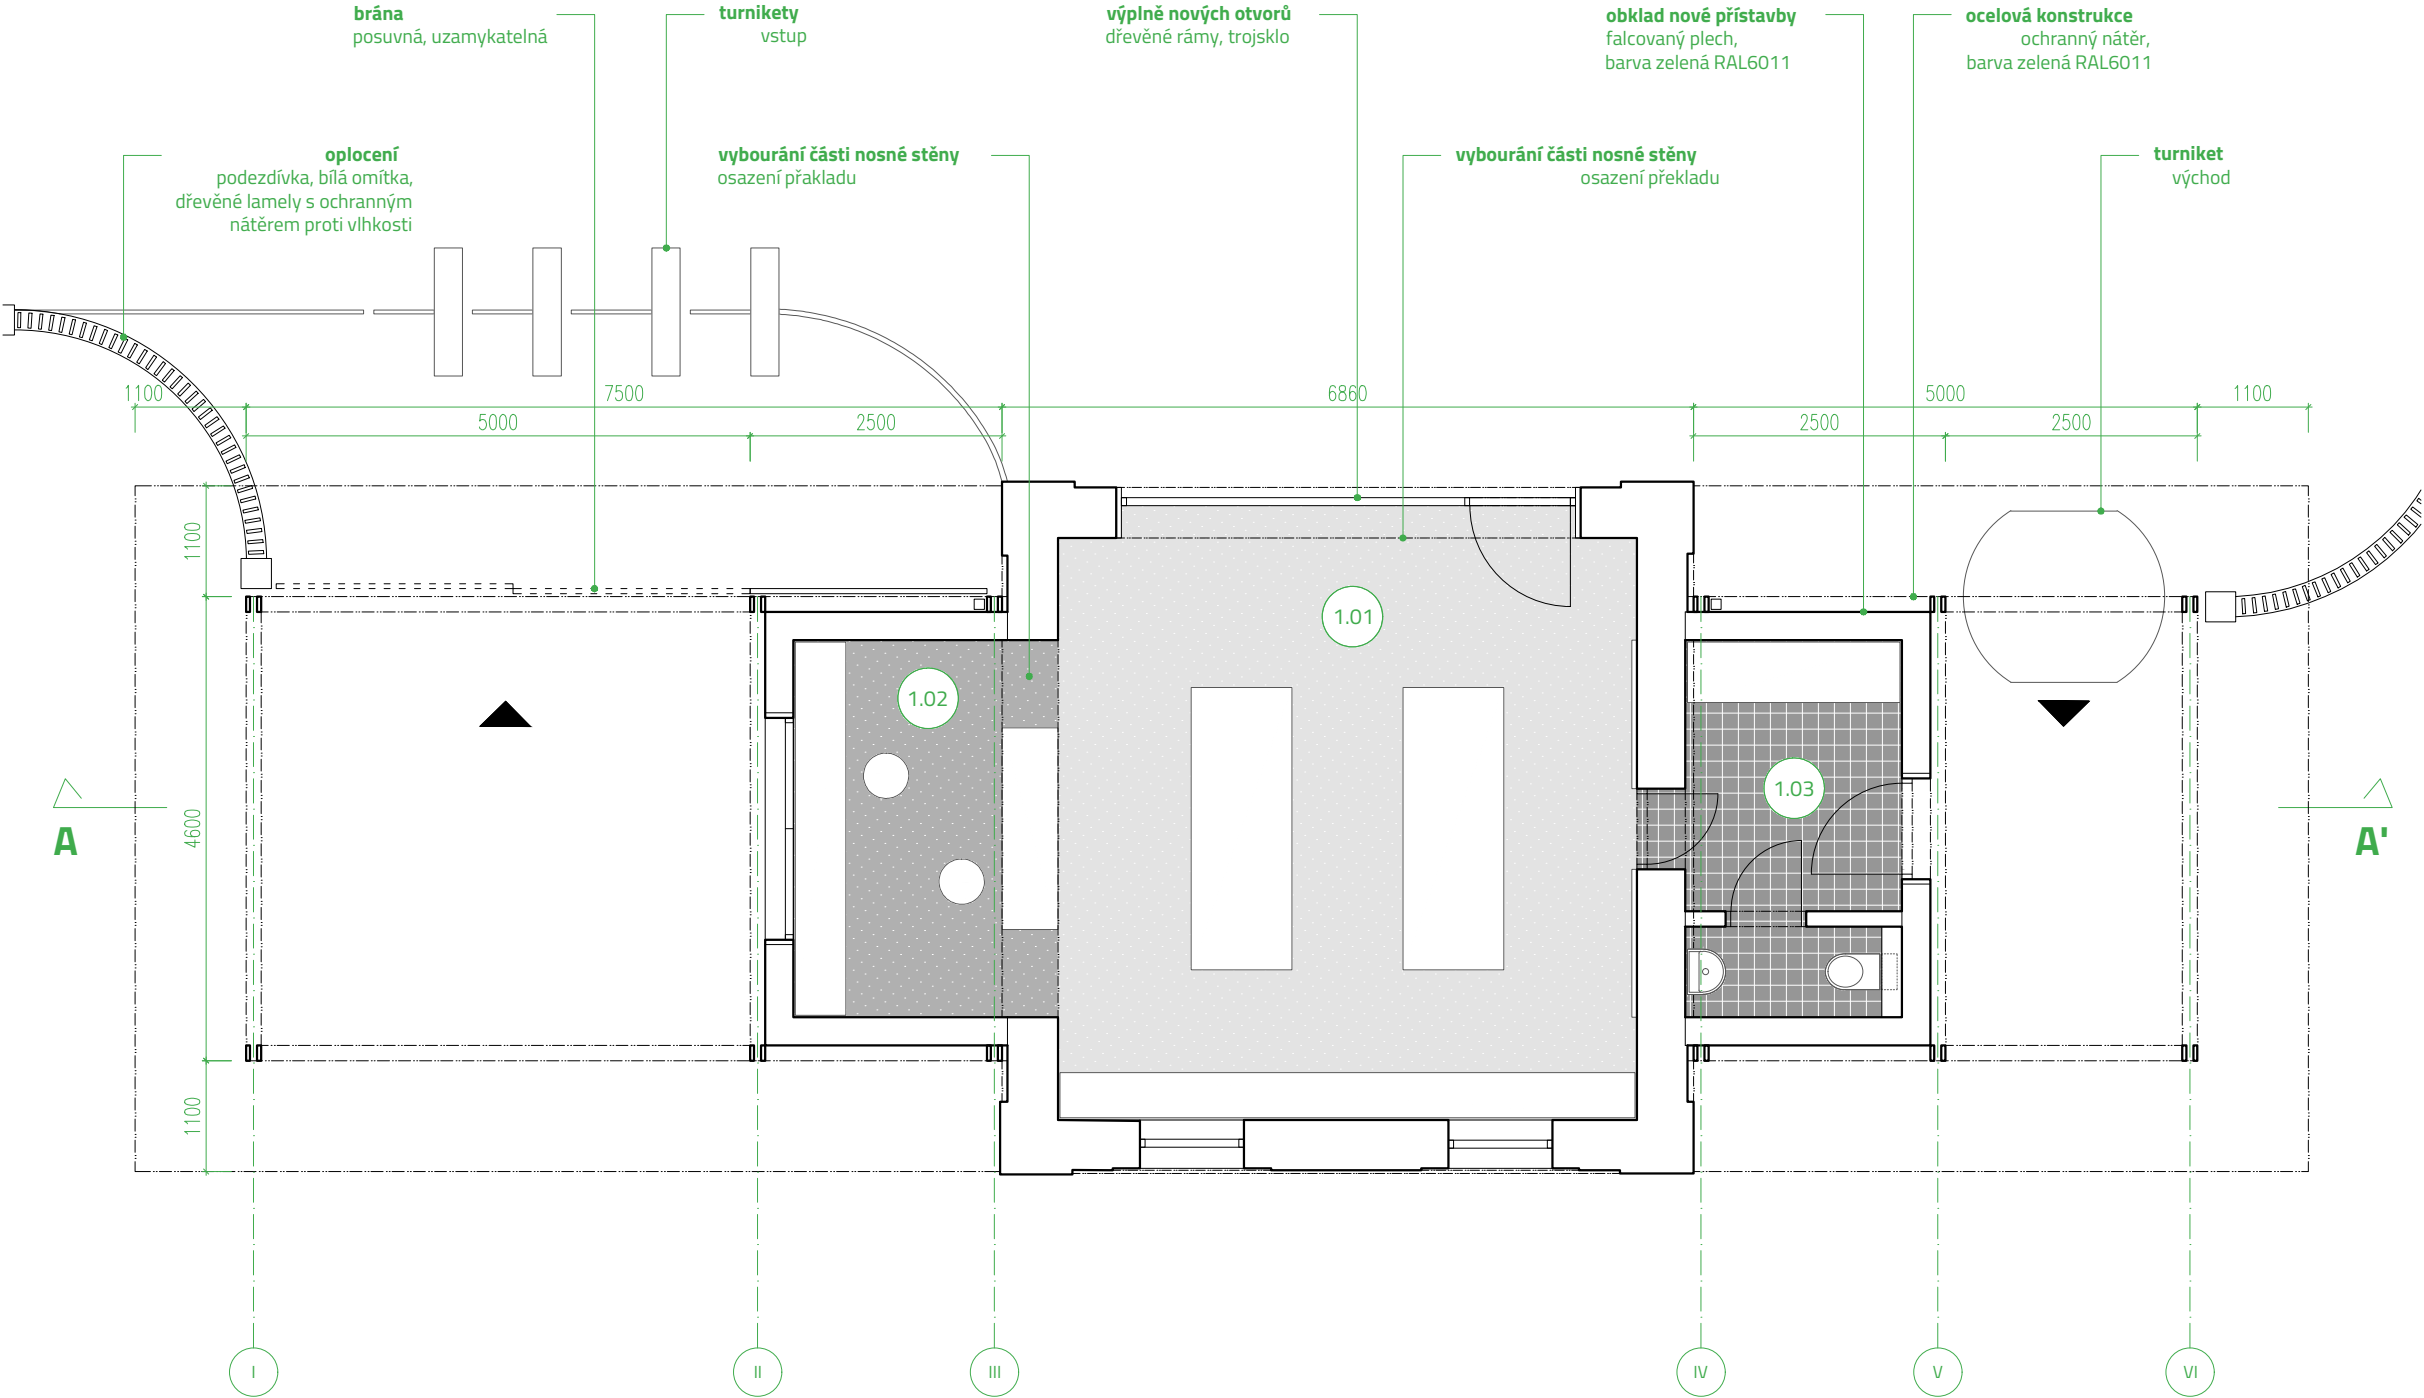 brána
posuvná, uzamykatelná
turnikety
vstup
výplně nových otvorů
dřevěné rámy, trojsklo
obklad nové přístavby
falcovaný plech,
barva zelená RAL6011
ocelová konstrukce
ochranný nátěr,
barva zelená RAL6011
oplocení
podezdívka, bílá omítka,
dřevěné lamely s ochranným
nátěrem proti vlhkosti
vybourání části nosné stěny
osazení přakladu
vybourání části nosné stěny
osazení překladu
turniket
východ
1100
7500
6860
5000
1100
5000
2500
2500
2500
1100
4600
1100
1.01
1.02
1.03
A
A'
I
II
III
IV
V
VI